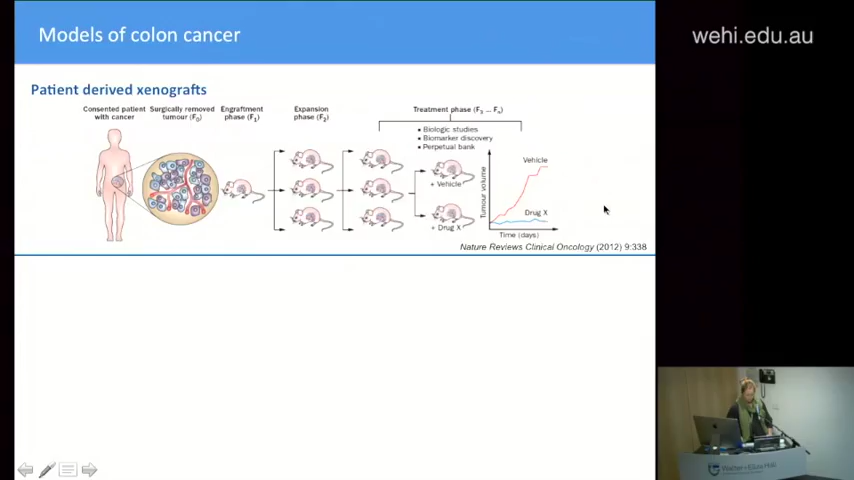 Models of colon cancer
wehi.edu.au
Patient derived xenografts
Consented patient
with cancer
Surgically removed
tumour (F0)
Engraftment
phase (F1)
Expansion
phase (F2)
Treatment phase (F3 ... Fn)
• Biologic studies
• Biomarker discovery
• Perpetual bank
+ Vehicle
+ Drug X
Tumour volume
Vehicle
Drug X
Time (days)
Nature Reviews Clinical Oncology (2012) 9:338
Walter+Eliza Hall